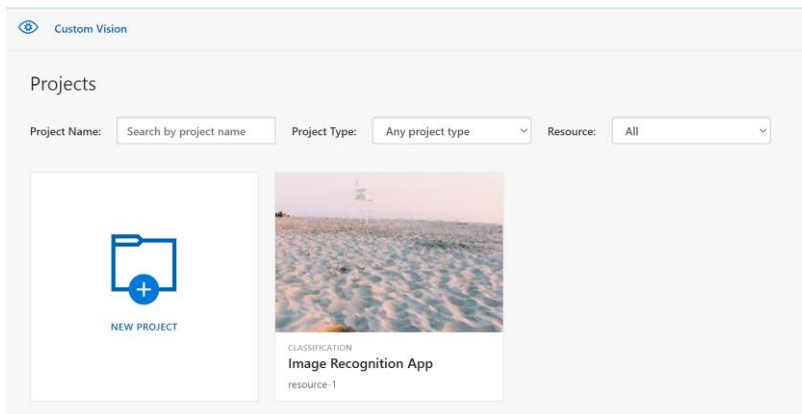 Custom Vision
Projects
Project Name: Search by project name Project Type: Any project type Resource: All
NEW PROJECT
CLASSIFICATION
Image Recognition App
resource-1